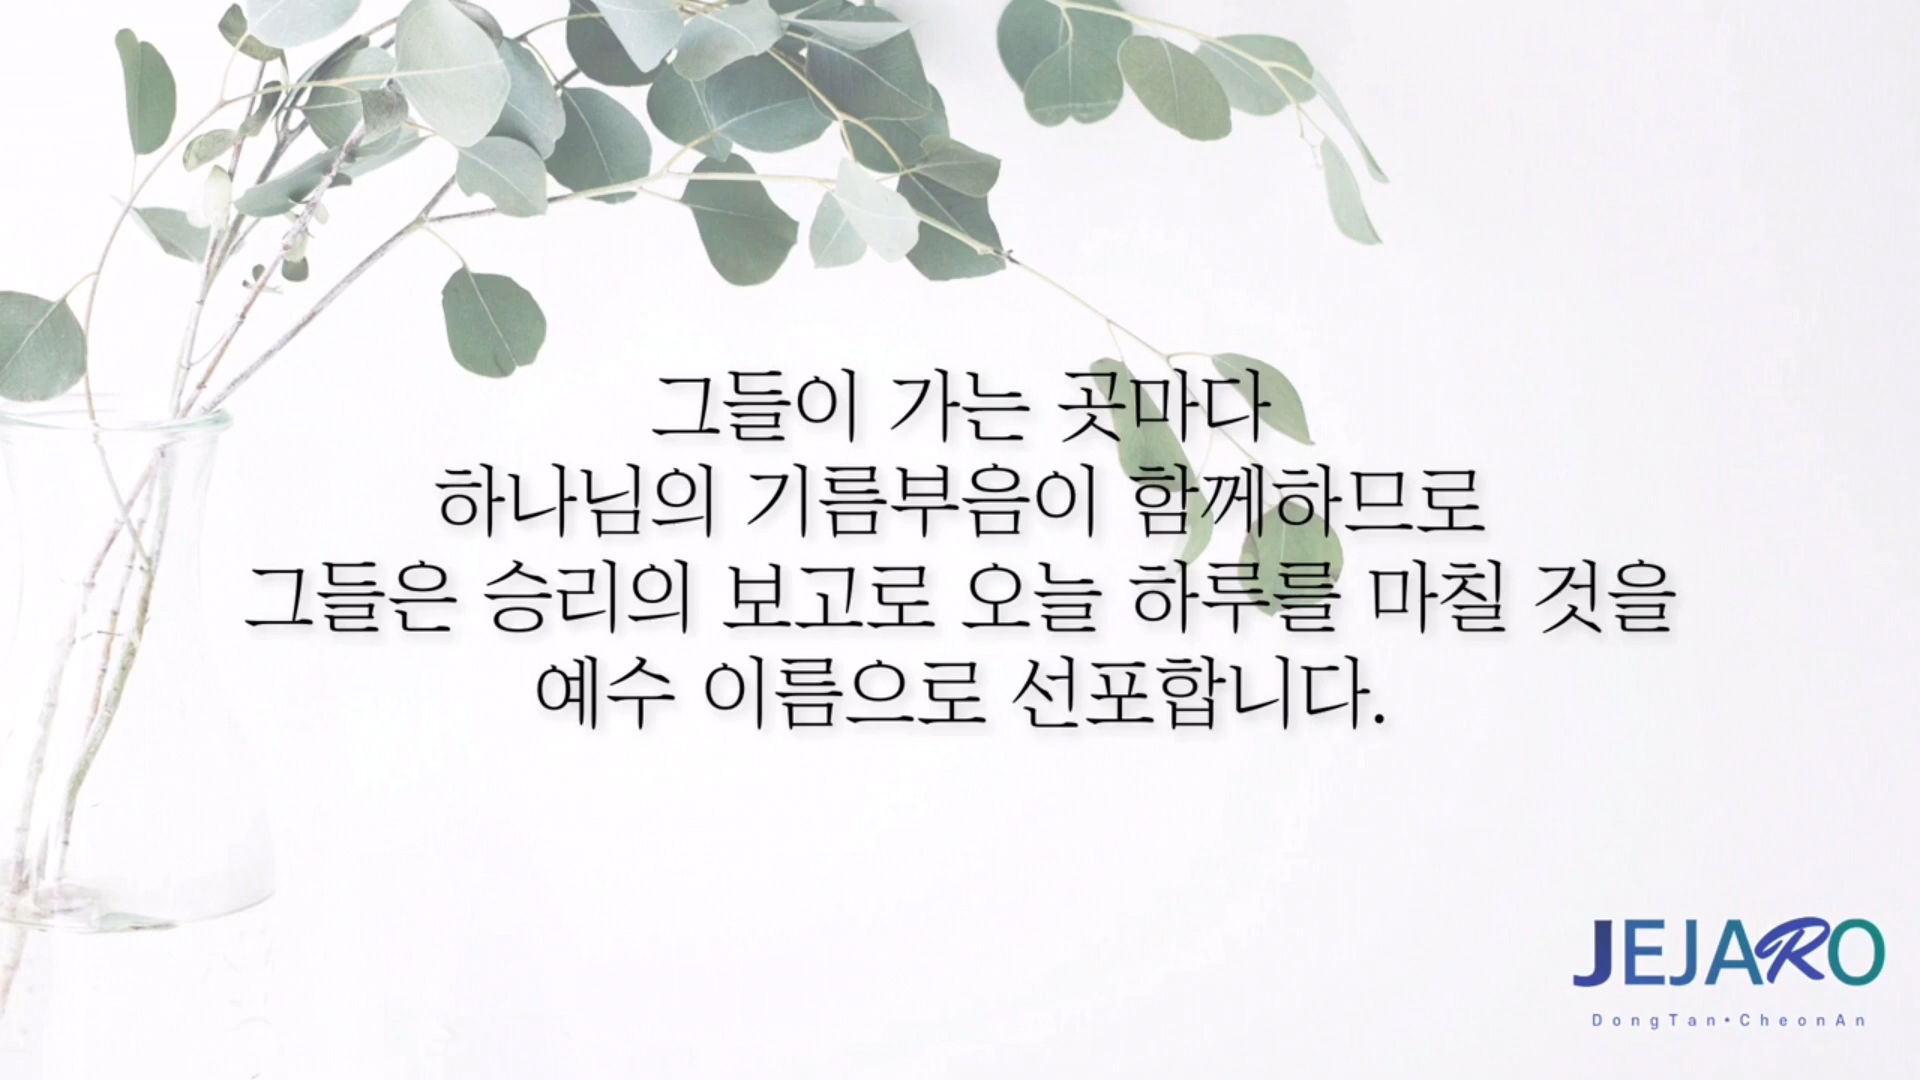 그들이 가는 곳마다
하나님의 기름부음이 함께하므로
그들은 승리의 보고로 오늘 하루를 마칠 것을
예수 이름으로 선포합니다.
JEJARO
DongTan•CheonAn